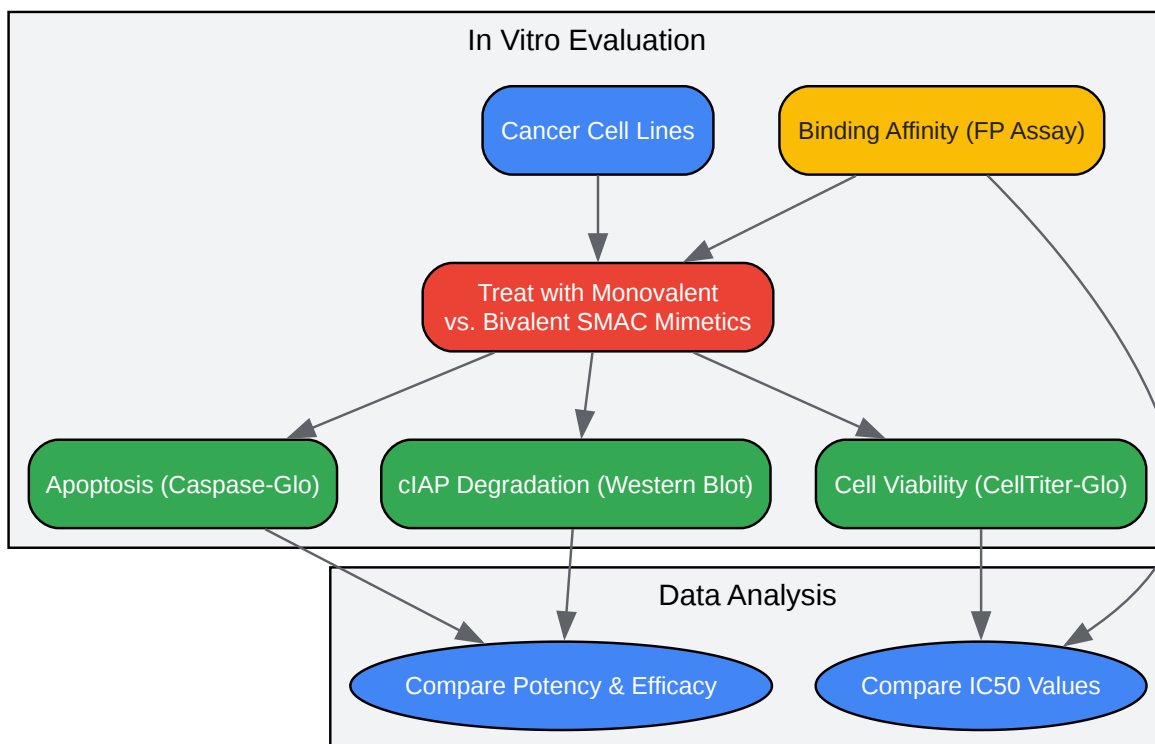 In Vitro Evaluation
Cancer Cell Lines
Binding Affinity (FP Assay)
Treat with Monovalent
vs. Bivalent SMAC Mimetics
Apoptosis (Caspase-Glo)
cIAP Degradation (Western Blot)
Cell Viability (CellTiter-Glo)
Data Analysis
Compare Potency & Efficacy
Compare IC50 Values